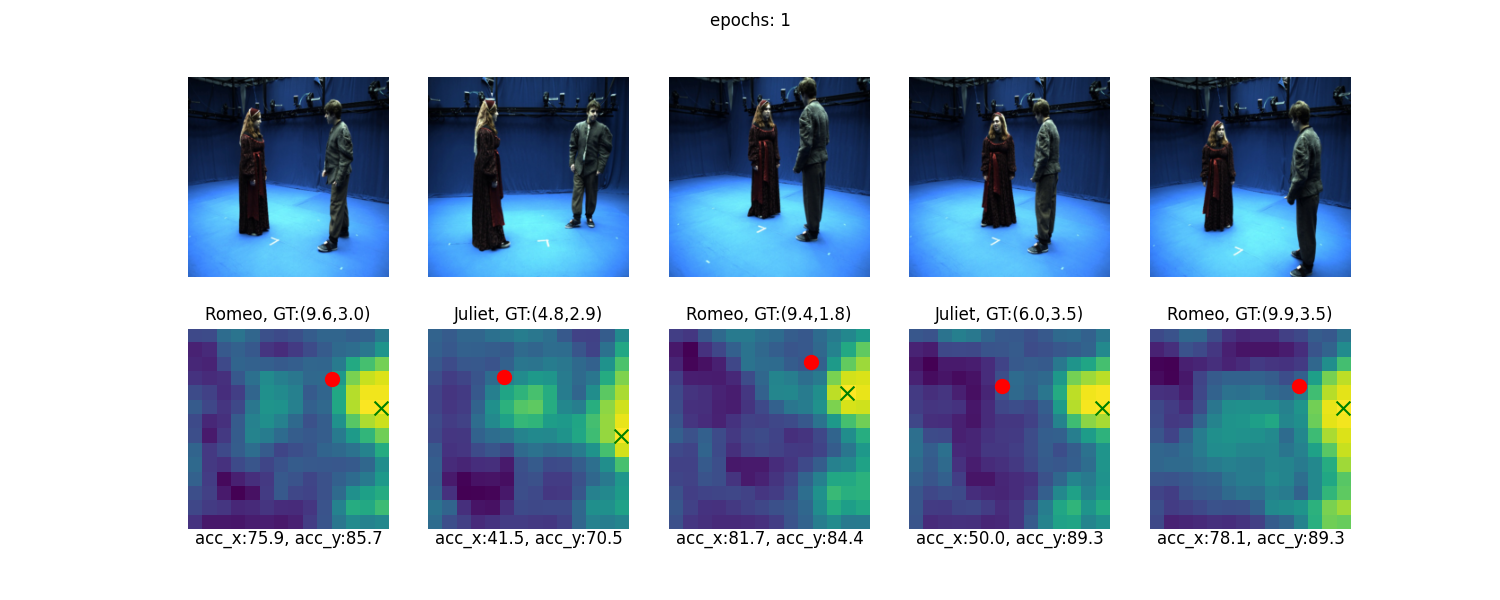 epochs: 1
Romeo, GT:(9.6,3.0)
Juliet, GT:(4.8,2.9)
Romeo, GT:(9.4,1.8)
Juliet, GT:(6.0,3.5)
Romeo, GT:(9.9,3.5)
acc_x:75.9, acc_y:85.7
acc_x:41.5, acc_y:70.5
acc_x:81.7, acc_y:84.4
acc_x:50.0, acc_y:89.3
acc_x:78.1, acc_y:89.3